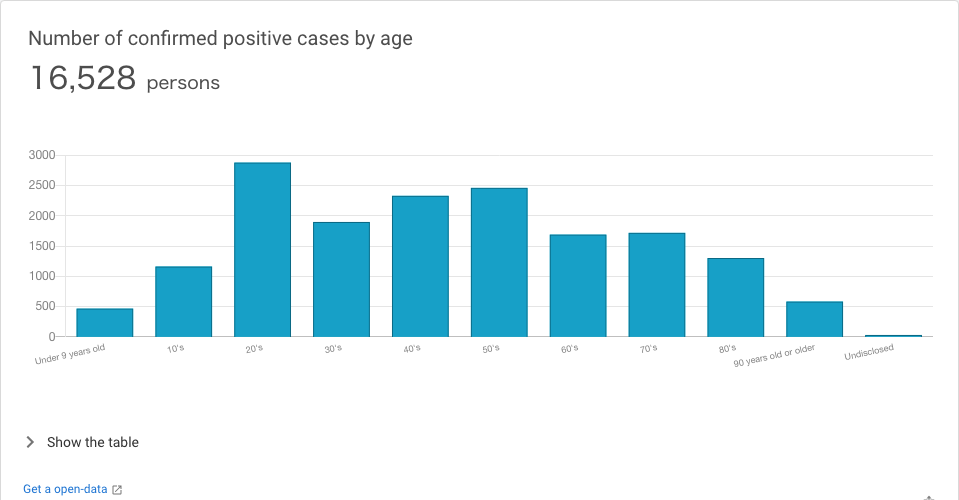 Number of confirmed positive cases by age
16,528 persons
3000
2500
2000
1500
1000
500
0
Under 9 years old
10's
20's
30's
40's
50's
60's
70's
80's
90 years old or older
Undisclosed
Show the table
Get a open-data